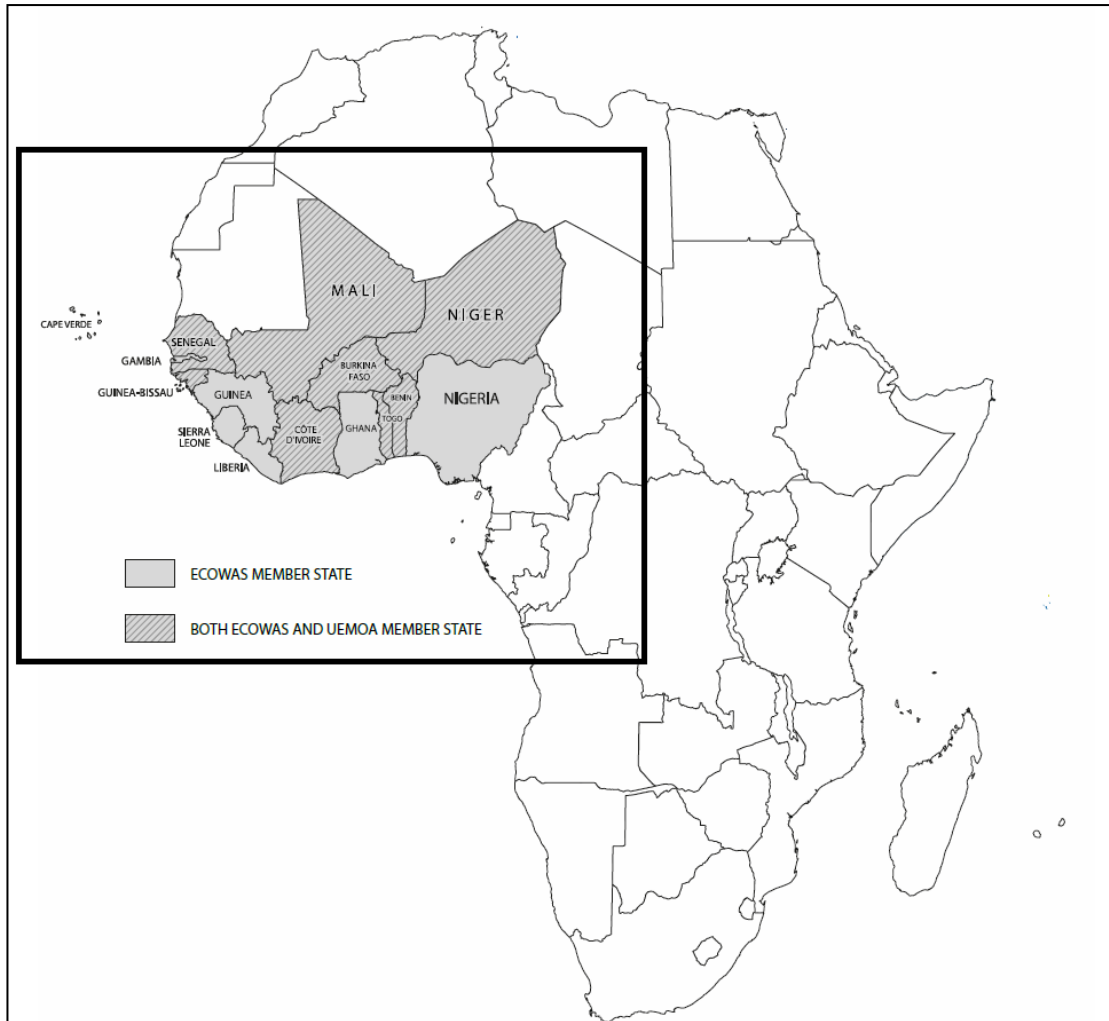 MALI
NIGER
CAPE VERDE
SENEGAL
GAMBIA
BURKINA
FASO
GUINEA-BISSAU
GUINEA
BENIN
NIGERIA
TOGO
GHANA
CÔTE
D'IVOIRE
SIERRA
LEONE
LIBERIA
ECOWAS MEMBER STATE
BOTH ECOWAS AND UEMOA MEMBER STATE